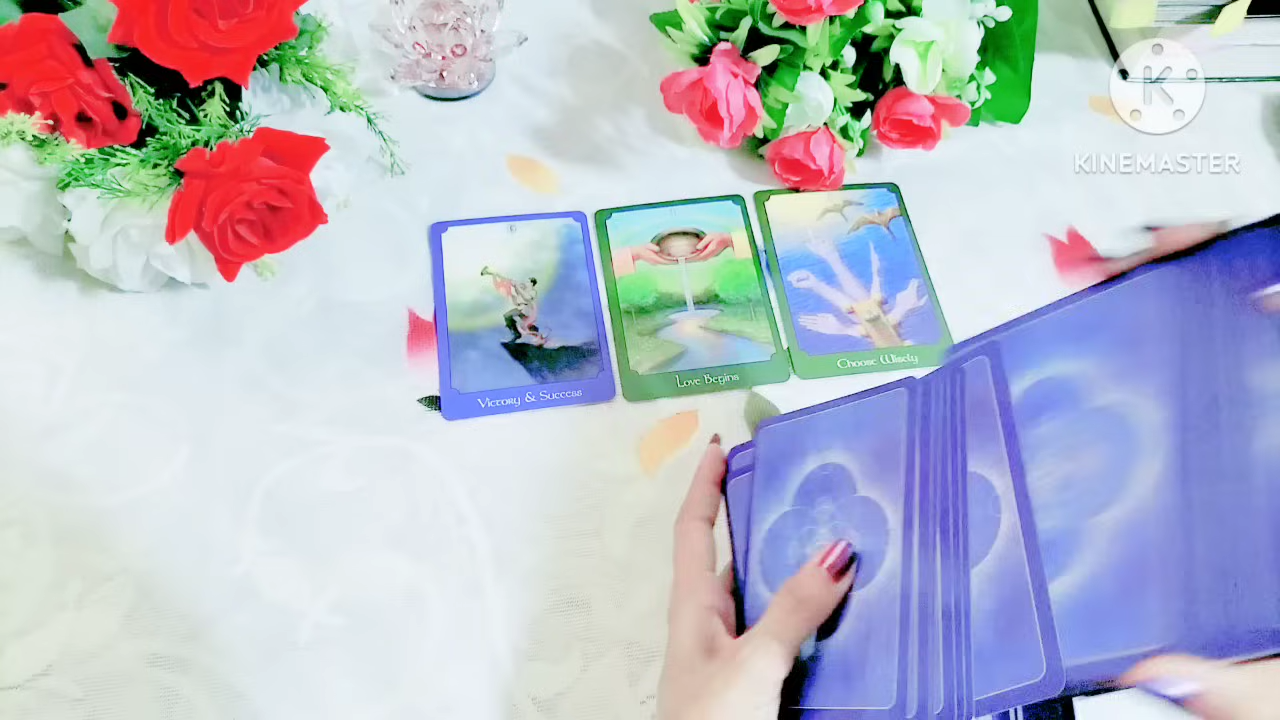 K
KINEMASTER
Victory & Success
Love Begins
Choose Wisely